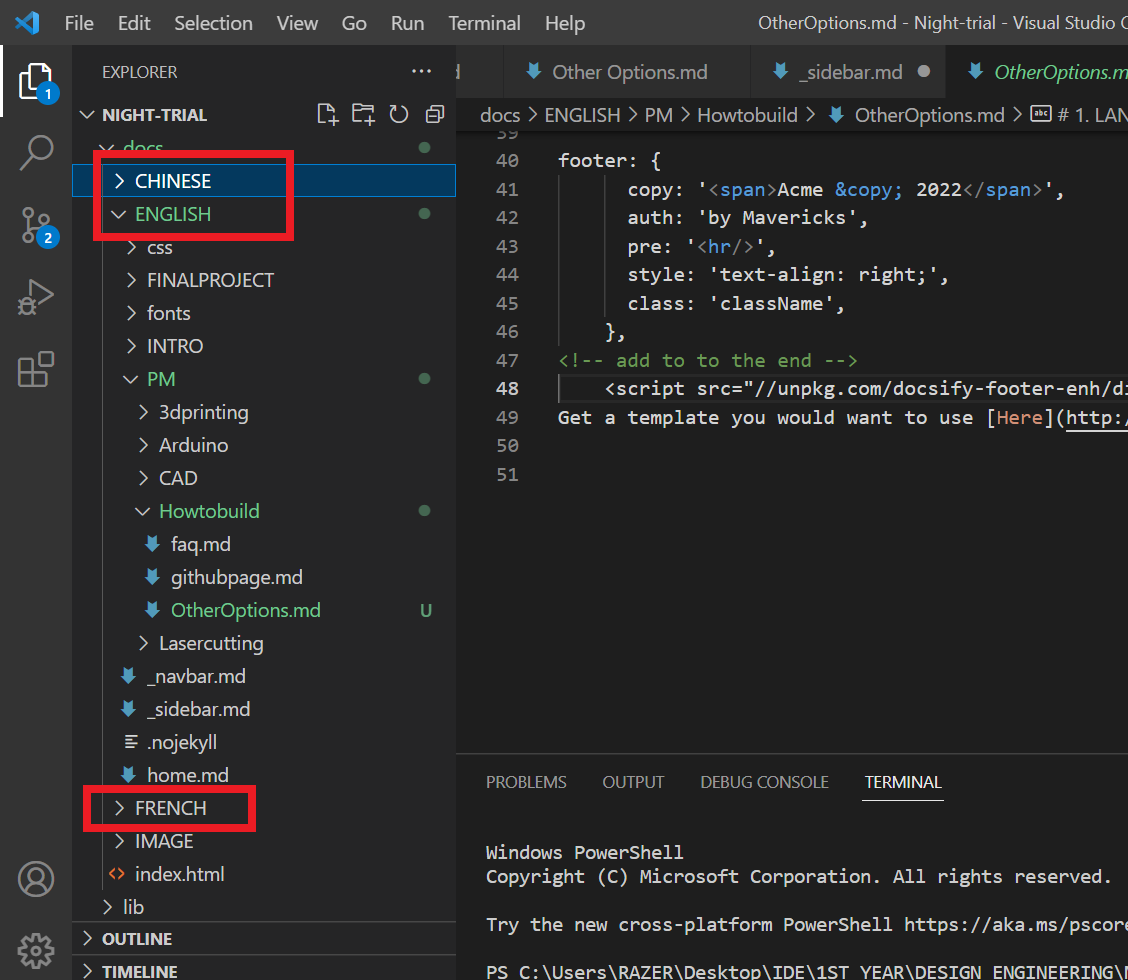 File Edit Selection View Go Run Terminal Help OtherOptions.md - Night-trial - Visual Studio
EXPLORER
Other Options.md
_sidebar.md
OtherOptions.m
1
NIGHT-TRIAL
docs > ENGLISH > PM > Howtobuild > OtherOptions.md > # 1. LAN
docs
CHINESE
ENGLISH
css
FINALPROJECT
fonts
INTRO
PM
3dprinting
Arduino
CAD
Howtobuild
faq.md
githubpage.md
OtherOptions.md U
Lasercutting
_navbar.md
_sidebar.md
.nojekyll
home.md
FRENCH
IMAGE
index.html
lib
OUTLINE
TIMELINE
2
39
40 footer: {
41 copy: '<span>Acme &copy; 2022</span>',
42 auth: 'by Mavericks',
43 pre: '<hr/>',
44 style: 'text-align: right;',
45 class: 'className',
46 },
47 <!-- add to to the end -->
48 <script src="//unpkg.com/docsify-footer-enh/di
49 Get a template you would want to use [Here](http:/
50
51
PROBLEMS OUTPUT DEBUG CONSOLE TERMINAL
Windows PowerShell
Copyright (C) Microsoft Corporation. All rights reserved.
Try the new cross-platform PowerShell https://aka.ms/pscore
PS C:\Users\RAZER\Desktop\IDE\1ST YEAR\DESIGN ENGINEERING\